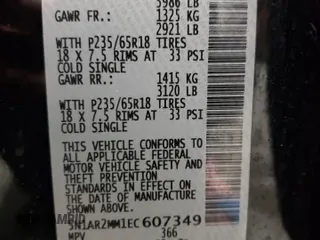 5986 LB
GAWR FR.: 1325 KG
2921 LB
WITH P235/65R18 TIRES
18 X 7.5 RIMS AT 33 PSI
COLD SINGLE
GAWR RR.: 1415 KG
3120 LB
WITH P235/65R18 TIRES
18 X 7.5 RIMS AT 33 PSI
COLD SINGLE
THIS VEHICLE CONFORMS TO
ALL APPLICABLE FEDERAL
MOTOR VEHICLE SAFETY AND
THEFT PREVENTION
STANDARDS IN EFFECT ON THE
DATE OF MANUFACTURE
SHOWN ABOVE.
5N1AR2MM1EC607349
MPV 366